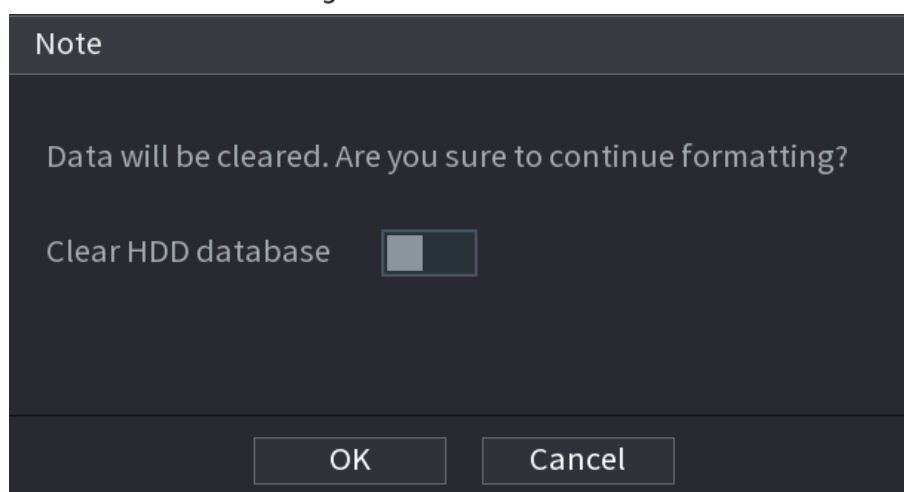 Note
Data will be cleared. Are you sure to continue formatting?
Clear HDD database
OK
Cancel